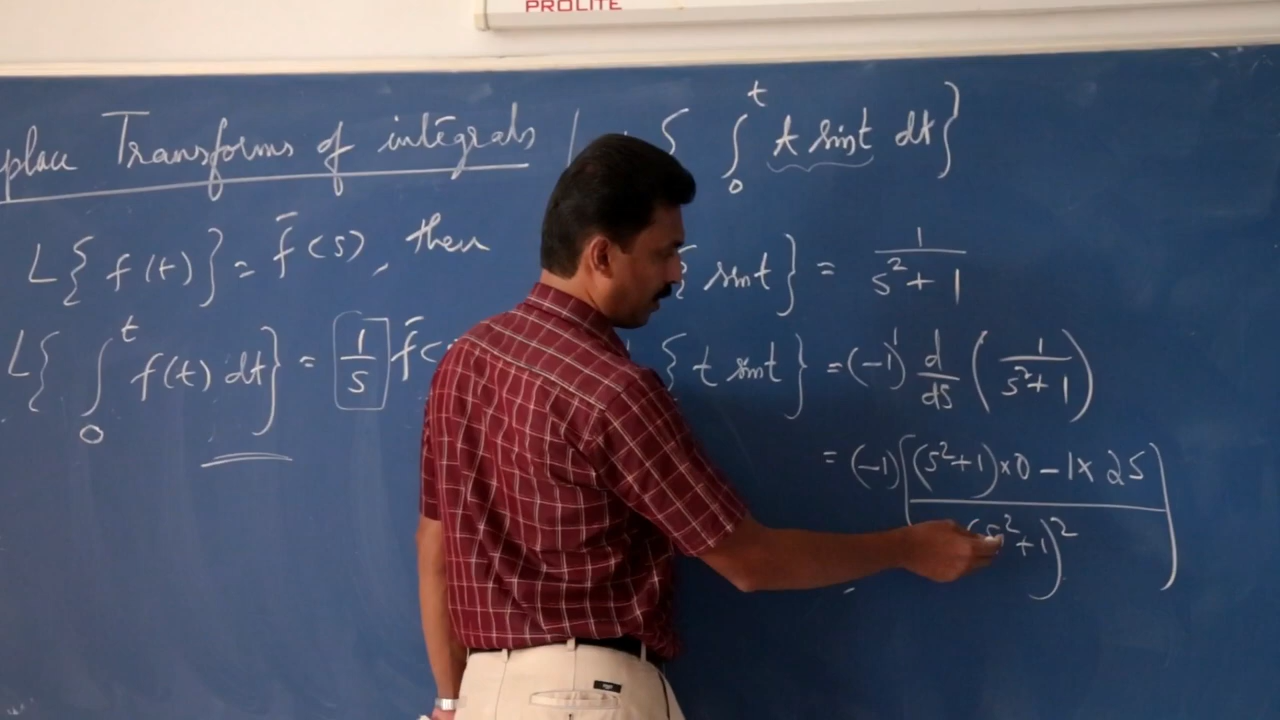 PROLITE
place Transforms of integrals
L{f(t)} = f̄(s), then
L{∫₀ᵗ f(t) dt} = 1/s f̄(
{∫₀ᵗ t sint dt}
{sint} = 1/(s²+1)
{t sint} = (-1)¹ d/ds (1/(s²+1))
= (-1)[((s²+1)×0 - 1×2s)/(s²+1)²]